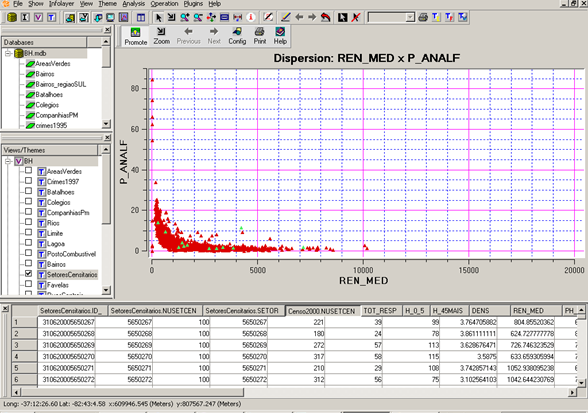 File Show Infolayer View Theme Analysis Operation Plugins Help
Promote Zoom Previous Next Config Print Help
Databases
BH.mdb
AreasVerdes
Bairros
Bairros_regiaoSUL
Batalhoes
Colegios
CompanhiasPM
crimes1995
Views/Themes
BH
AreasVerdes
Crimes1997
Batalhoes
Colegios
CompanhiasPm
Rios
Limite
Lagoa
PostoCombustivel
Bairros
SetoresCensitarios
Favelas
Dispersion: REN_MED x P_ANALF
P_ANALF
80
60
40
20
0
0 5000 10000 15000 20000
REN_MED
SetoresCensitarios.ID_ SetoresCensitarios.NUSETCEN SetoresCensitarios.SETOR Censo2000.NUSETCEN TOT_RESP H_0_5 H_45MAIS DENS REN_MED PH_
1 310620005650267 5650267 100 5650267 221 39 99 3.764705882 804.85520362
2 310620005650268 5650268 100 5650268 180 24 78 3.861111111 624.727777778
3 310620005650269 5650269 100 5650269 272 57 113 3.628676471 726.746323529
4 310620005650270 5650270 100 5650270 317 58 115 3.5875 633.659305994
5 310620005650271 5650271 100 5650271 210 29 108 3.742857143 1052.938095238
6 310620005650272 5650272 100 5650272 312 56 75 3.102564103 1042.644230769
Long: -37:12:26.60 Lat: -82:43:4.58 (Meters) x:609946.545 (Meters) y:807567.247 (Meters)